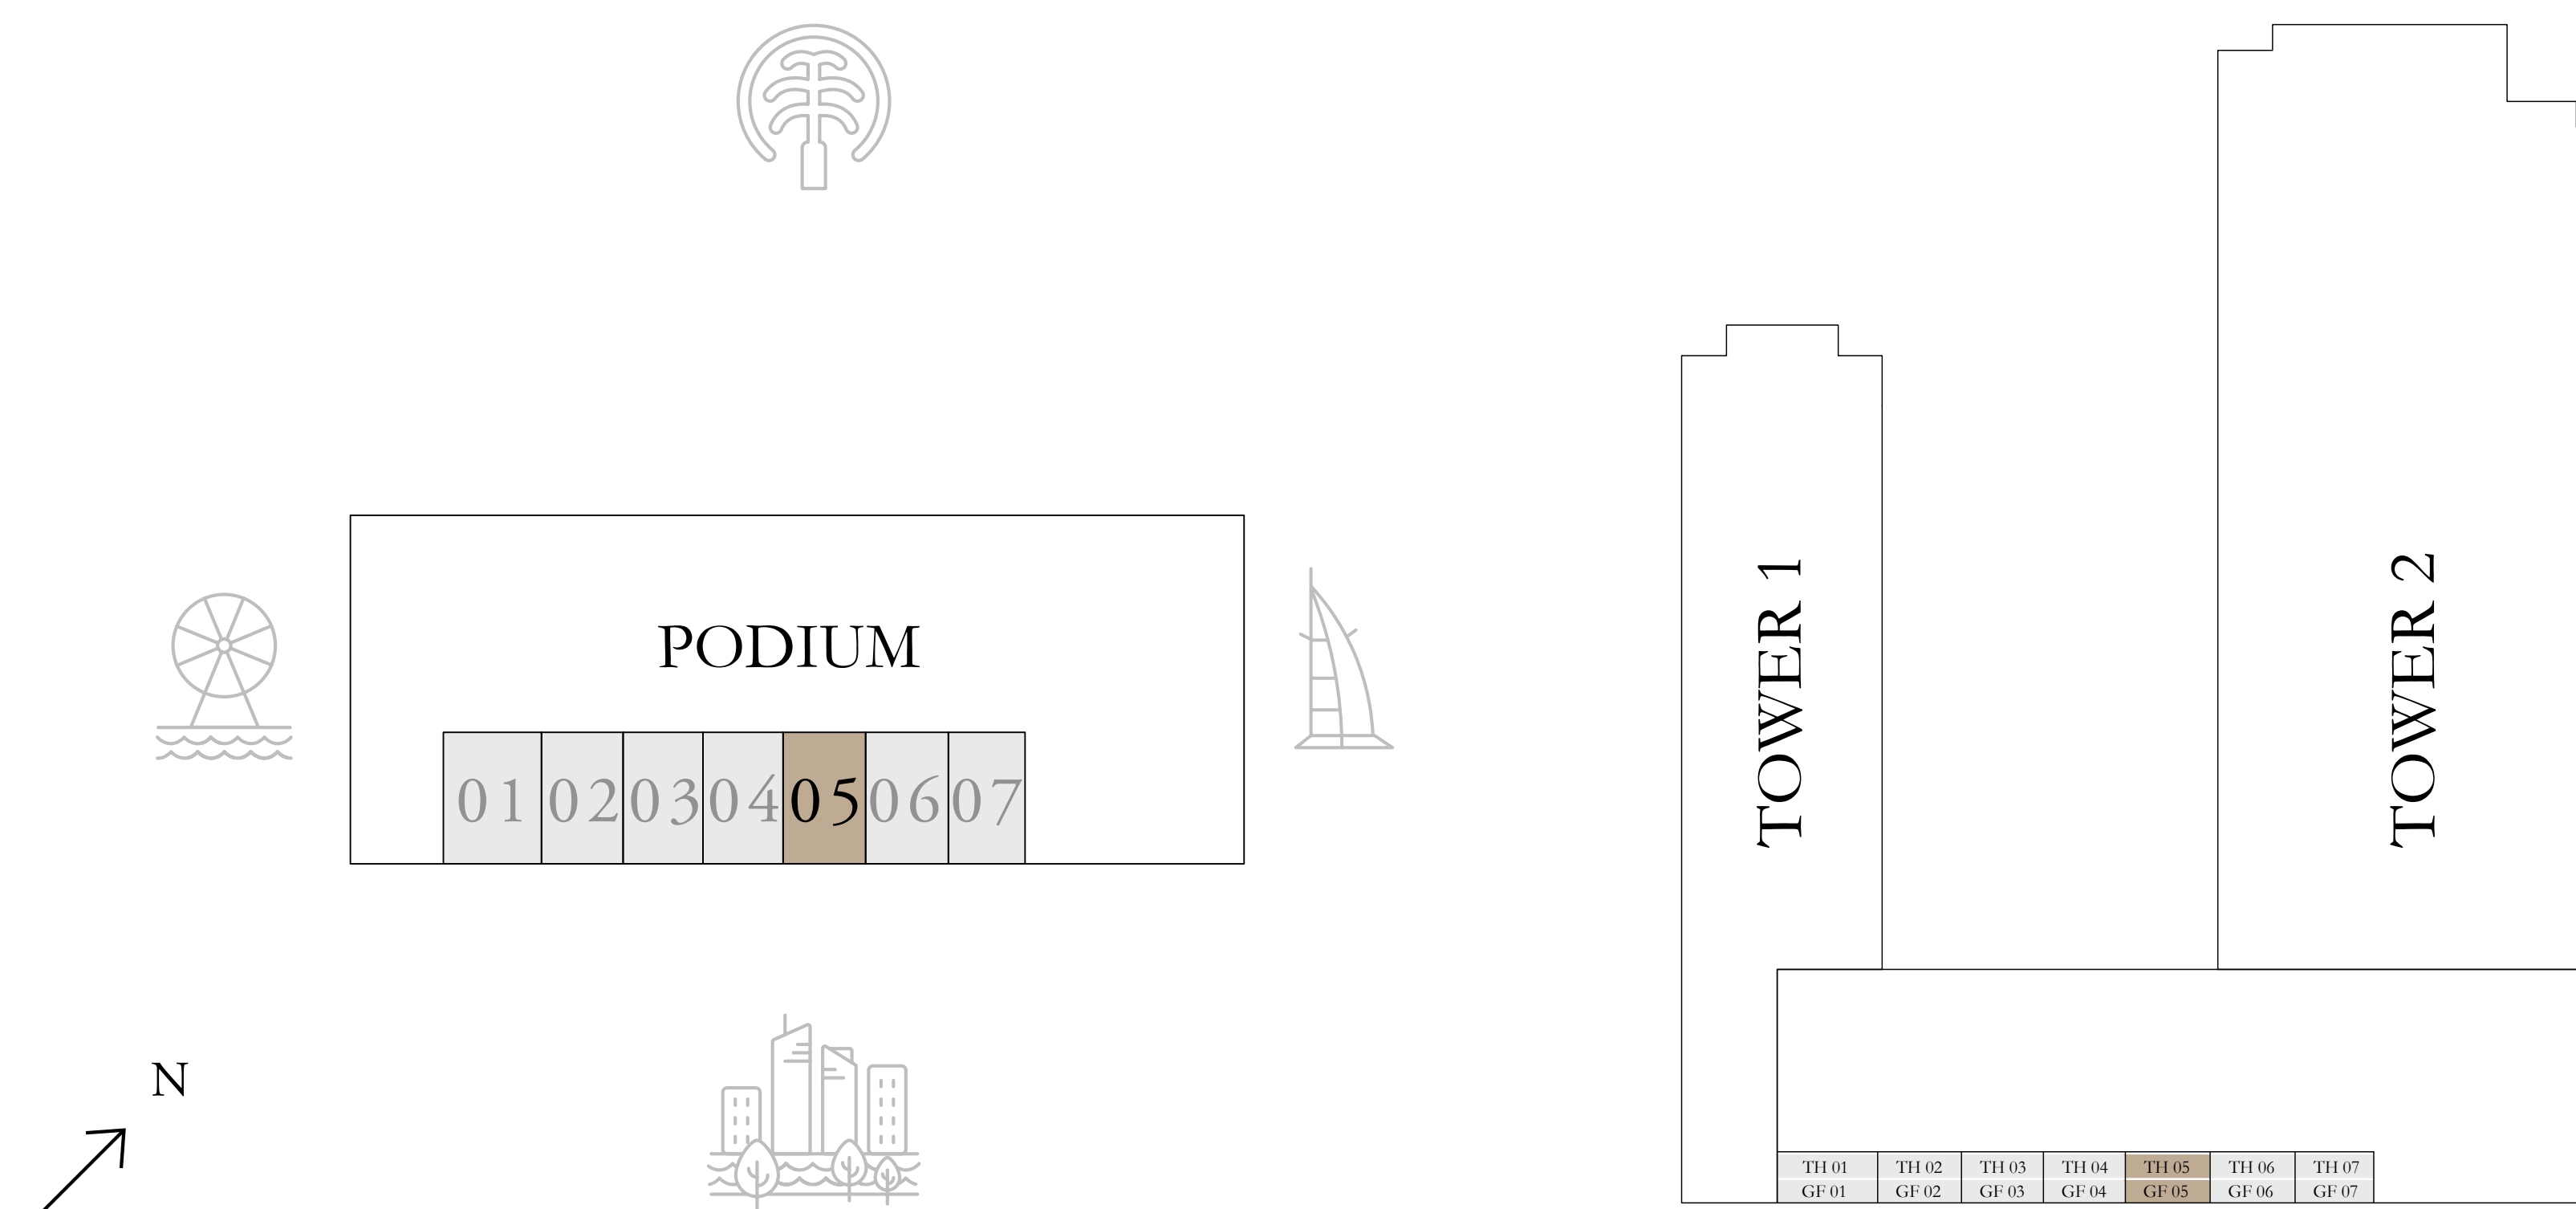 PODIUM
01 02 03 04 05 06 07
N
TOWER 1
TOWER 2
TH 01 TH 02 TH 03 TH 04 TH 05 TH 06 TH 07
GF 01 GF 02 GF 03 GF 04 GF 05 GF 06 GF 07